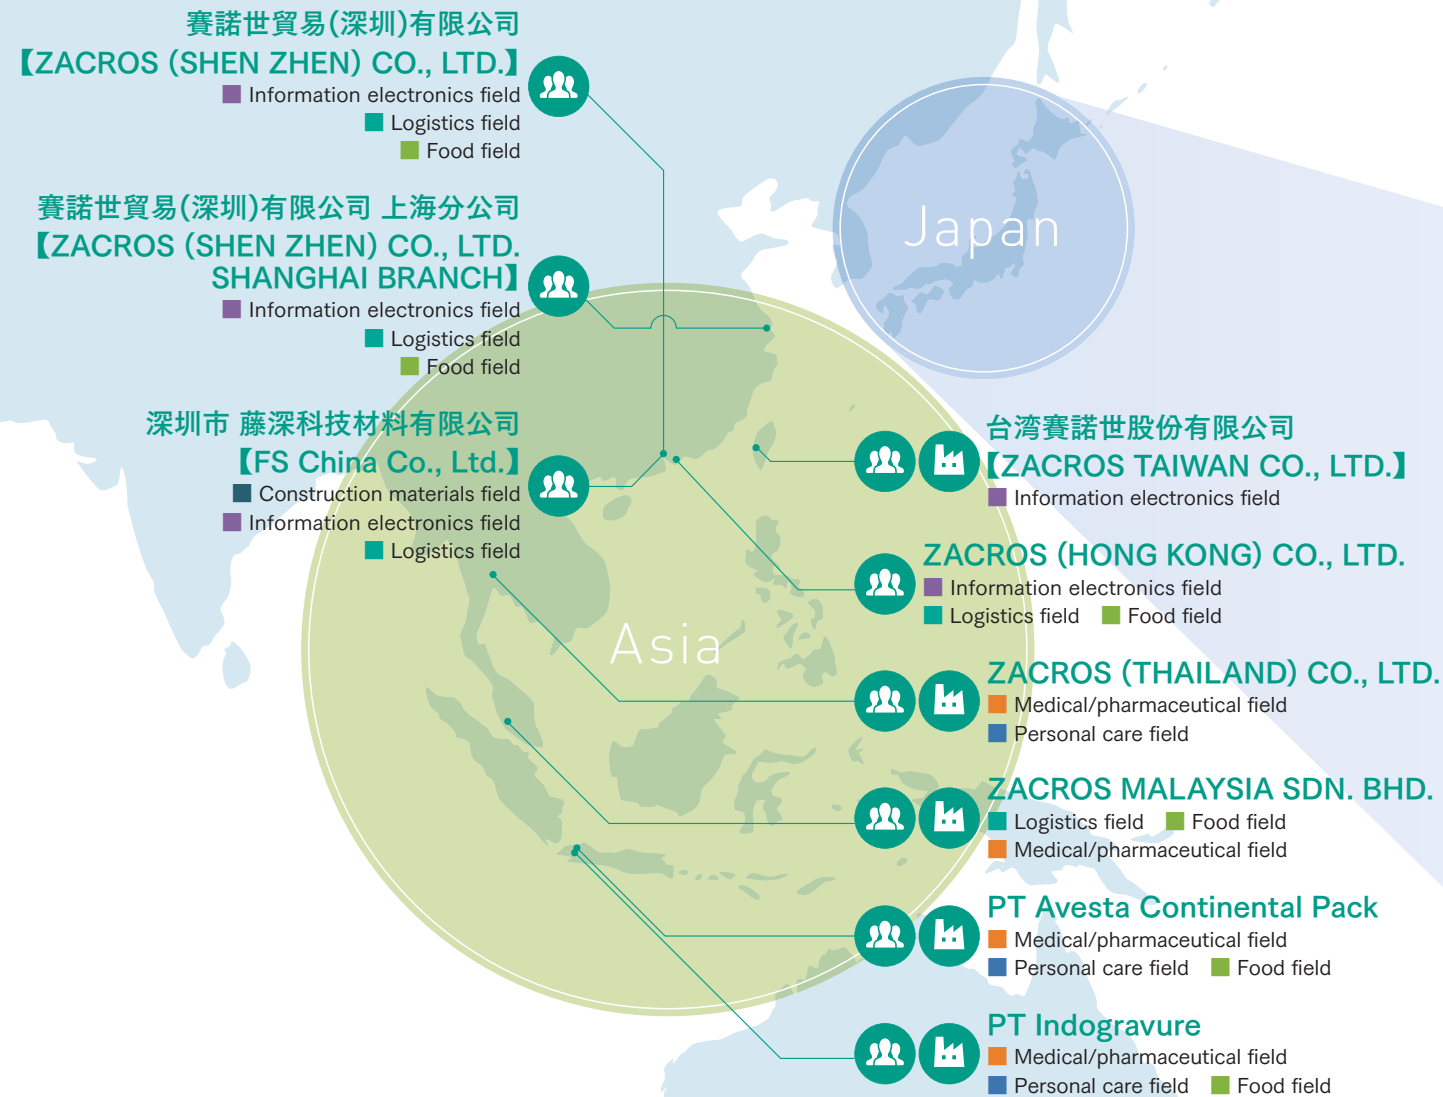 賽諾世貿易(深圳)有限公司
【ZACROS (SHEN ZHEN) CO., LTD.】
Information electronics field
Logistics field
Food field
賽諾世貿易(深圳)有限公司 上海分公司
【ZACROS (SHEN ZHEN) CO., LTD.
SHANGHAI BRANCH】
Information electronics field
Logistics field
Food field
深圳市 藤深科技材料有限公司
【FS China Co., Ltd.】
Construction materials field
Information electronics field
Logistics field
Japan
Asia
台湾賽諾世股份有限公司
【ZACROS TAIWAN CO., LTD.】
Information electronics field
ZACROS (HONG KONG) CO., LTD.
Information electronics field
Logistics field Food field
ZACROS (THAILAND) CO., LTD.
Medical/pharmaceutical field
Personal care field
ZACROS MALAYSIA SDN. BHD.
Logistics field Food field
Medical/pharmaceutical field
PT Avesta Continental Pack
Medical/pharmaceutical field
Personal care field Food field
PT Indogravure
Medical/pharmaceutical field
Personal care field Food field